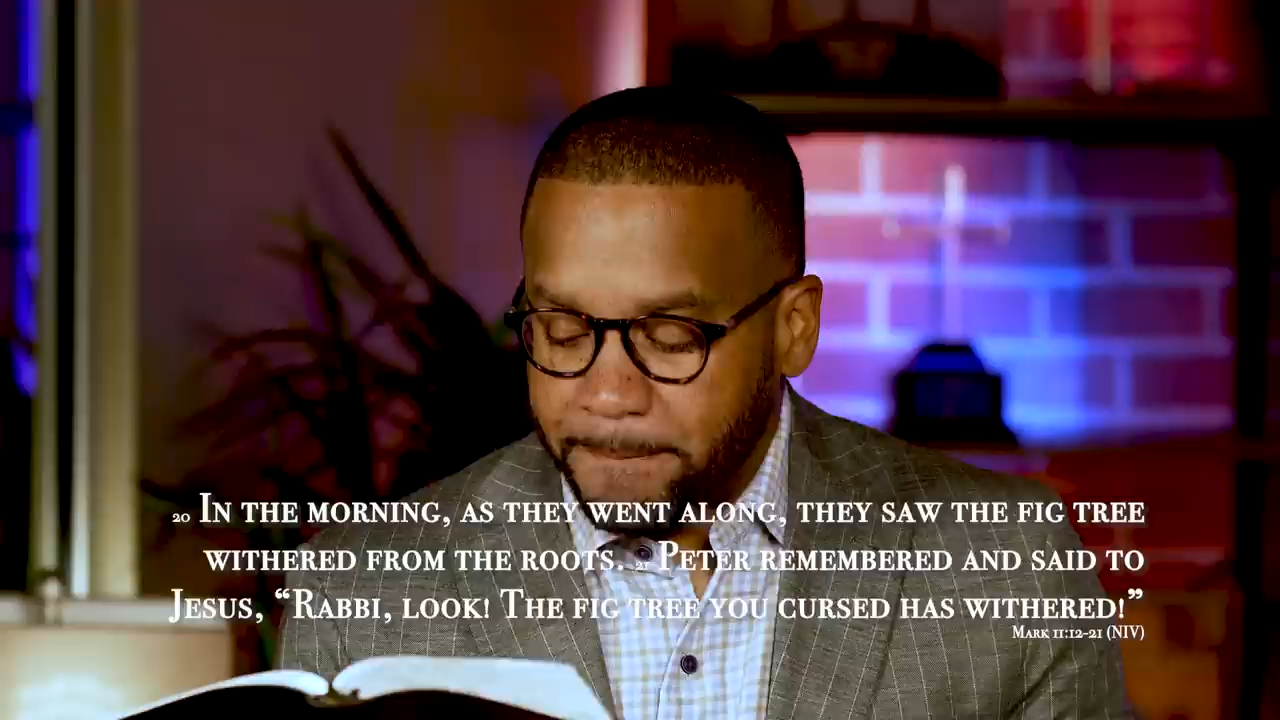 20 In the morning, as they went along, they saw the fig tree
withered from the roots. 21 Peter remembered and said to
Jesus, “Rabbi, look! The fig tree you cursed has withered!”
Mark 11:12-21 (NIV)